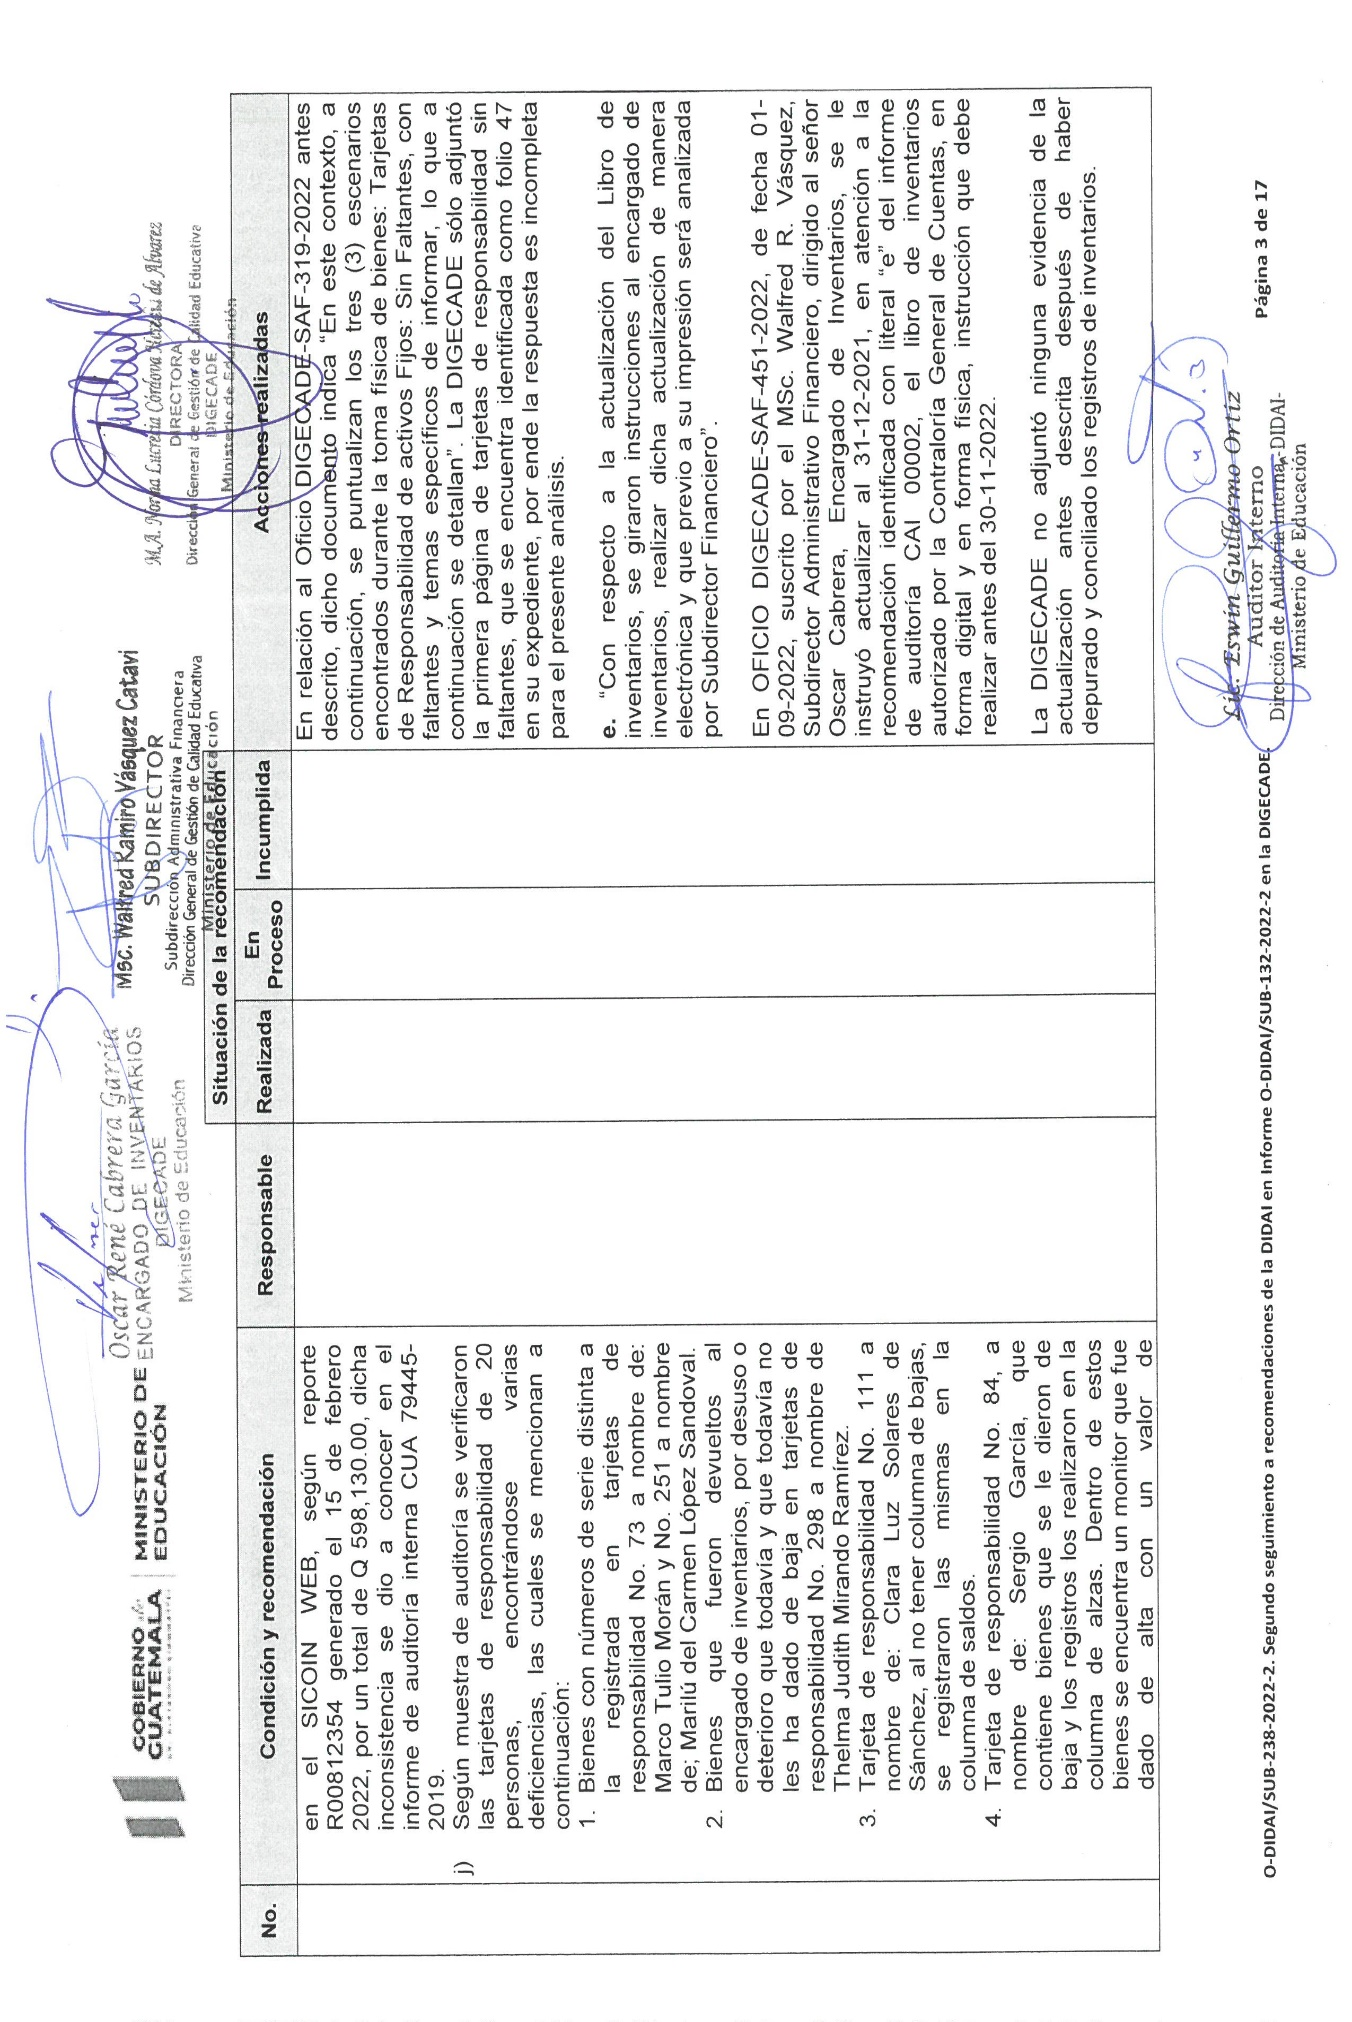 GOBIERNO de
GUATEMALA
MINISTERIO DE
EDUCACIÓN
Oscar René Cabrera García
ENCARGADO DE INVENTARIOS
DIGECADE
Ministerio de Educación
Msc. Walfred Ramiro Vásquez Catavi
SUBDIRECTOR
Subdirección Administrativa Financiera
Dirección General de Gestión de Calidad Educativa
Ministerio de Educación
DIRECTORA
Dirección General de Gestión de Calidad Educativa
DIGECADE
Ministerio de Educación
Situación de la recomendación
No.
Condición y recomendación
Responsable
Realizada
En
Proceso
Incumplida
Acciones realizadas
en el SICOIN WEB, según reporte
R00812354 generado el 15 de febrero
2022, por un total de Q 598,130.00, dicha
inconsistencia se dio a conocer en el
informe de auditoría interna CUA 79445-
2019.
j) Según muestra de auditoría se verificaron
las tarjetas de responsabilidad de 20
personas, encontrándose varias
deficiencias, las cuales se mencionan a
continuación:
1. Bienes con números de serie distinta a
la registrada en tarjetas de
responsabilidad No. 73 a nombre de:
Marco Tulio Morán y No. 251 a nombre
de; Marilú del Carmen López Sandoval.
2. Bienes que fueron devueltos al
encargado de inventarios, por desuso o
deterioro que todavía y que todavía no
les ha dado de baja en tarjetas de
responsabilidad No. 298 a nombre de
Thelma Judith Mirando Ramírez.
3. Tarjeta de responsabilidad No. 111 a
nombre de: Clara Luz Solares de
Sánchez, al no tener columna de bajas,
se registraron las mismas en la
columna de saldos.
4. Tarjeta de responsabilidad No. 84, a
nombre de: Sergio García, que
contiene bienes que se le dieron de
baja y los registros los realizaron en la
columna de alzas. Dentro de estos
bienes se encuentra un monitor que fue
dado de alta con un valor de
En relación al Oficio DIGECADE-SAF-319-2022 antes
descrito, dicho documento indica “En este contexto, a
continuación, se puntualizan los tres (3) escenarios
encontrados durante la toma física de bienes: Tarjetas
de Responsabilidad de activos Fijos: Sin Faltantes, con
faltantes y temas específicos de informar, lo que a
continuación se detallan”. La DIGECADE sólo adjuntó
la primera página de tarjetas de responsabilidad sin
faltantes, que se encuentra identificada como folio 47
en su expediente, por ende la respuesta es incompleta
para el presente análisis.
e. “Con respecto a la actualización del Libro de
inventarios, se giraron instrucciones al encargado de
inventarios, realizar dicha actualización de manera
electrónica y que previo a su impresión será analizada
por Subdirector Financiero”.
En OFICIO DIGECADE-SAF-451-2022, de fecha 01-
09-2022, suscrito por el MSc. Walfred R. Vásquez,
Subdirector Administrativo Financiero, dirigido al señor
Oscar Cabrera, Encargado de Inventarios, se le
instruyó actualizar al 31-12-2021, en atención a la
recomendación identificada con literal “e” del informe
de auditoría CAI 00002, el libro de inventarios
autorizado por la Contraloría General de Cuentas, en
forma digital y en forma física, instrucción que debe
realizar antes del 30-11-2022.
La DIGECADE no adjuntó ninguna evidencia de la
actualización antes descrita después de haber
depurado y conciliado los registros de inventarios.
Lic. Erwin Guillermo Ortiz
Auditor Interno
Dirección de Auditoría Interna -DIDAI-
Ministerio de Educación
O-DIDAI/SUB-238-2022-2. Segundo seguimiento a recomendaciones de la DIDAI en Informe O-DIDAI/SUB-132-2022-2 en la DIGECADE.
Página 3 de 17